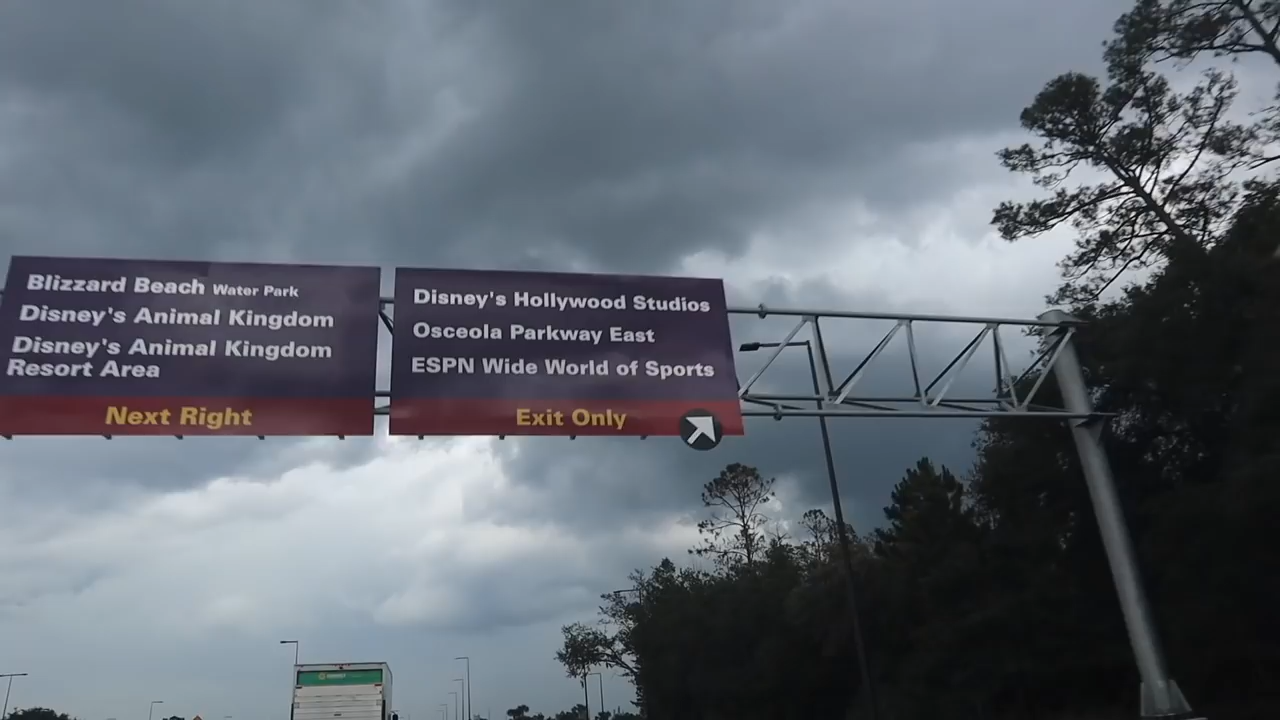 Blizzard Beach Water Park
Disney's Animal Kingdom
Disney's Animal Kingdom
Resort Area
Next Right
Disney's Hollywood Studios
Osceola Parkway East
ESPN Wide World of Sports
Exit Only